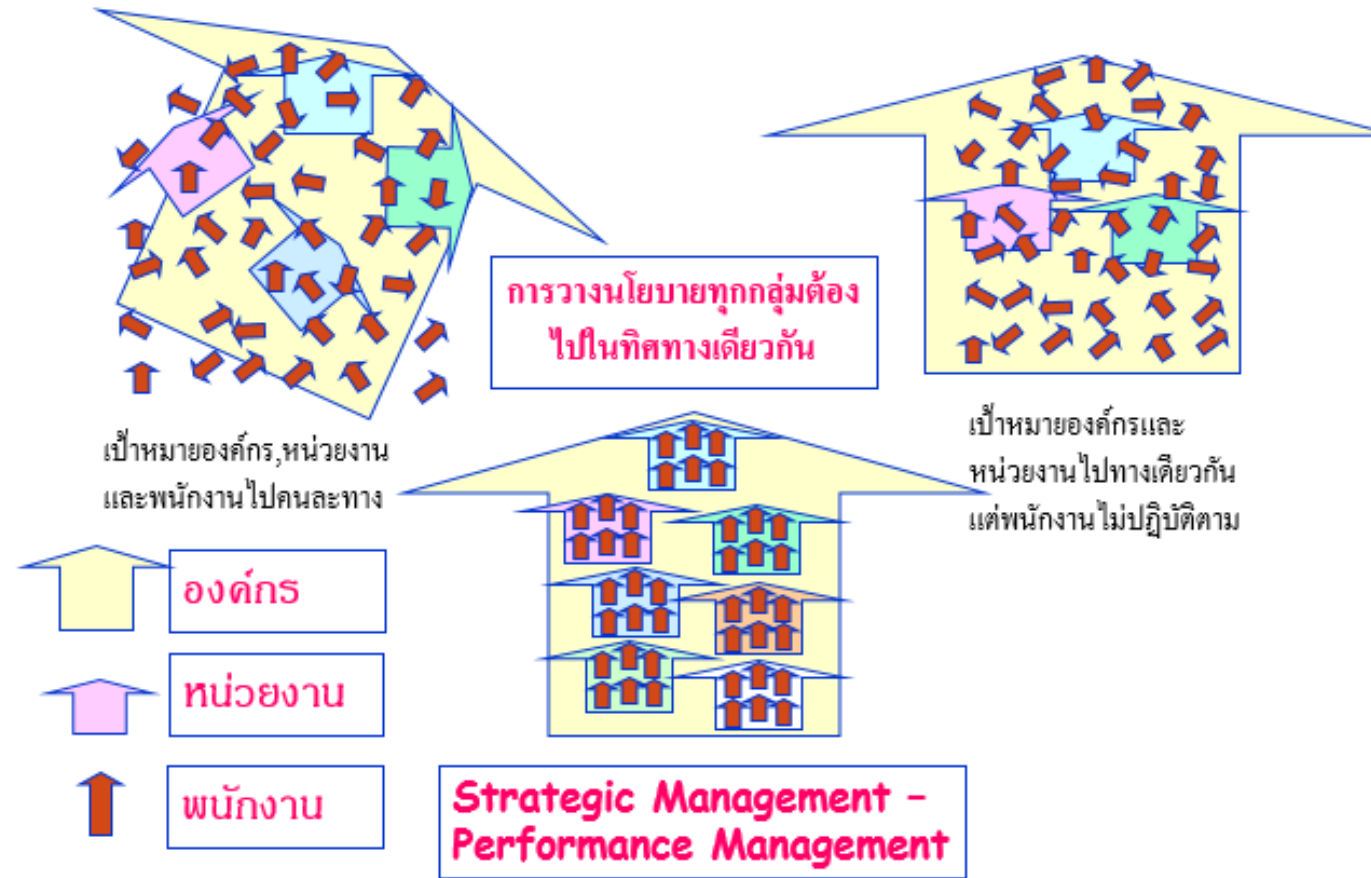 การวางนโยบายทุกกลุ่มต้อง
ไปในทิศทางเดียวกัน
เป้าหมายองค์กร,หน่วยงาน
และพนักงานไปคนละทาง
เป้าหมายองค์กรและ
หน่วยงานไปทางเดียวกัน
แต่พนักงานไม่ปฏิบัติตาม
องค์กร
หน่วยงาน
พนักงาน
Strategic Management –
Performance Management